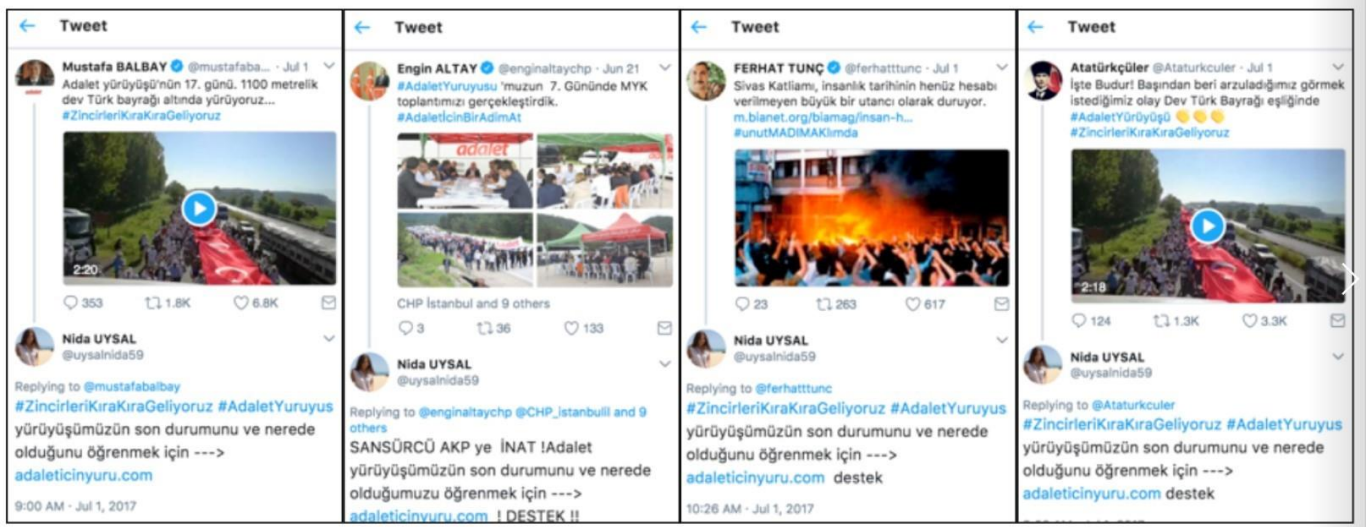 Tweet
Mustafa BALBAY @mustafaba... · Jul 1
Adalet yürüyüşü'nün 17. günü. 1100 metrelik
dev Türk bayrağı altında yürüyoruz...
#ZincirleriKıraKıraGeliyoruz
2:20
353 1.8K 6.8K
Nida UYSAL
@uysalnida59
Replying to @mustafabalbay
#ZincirleriKıraKıraGeliyoruz #AdaletYuruyus
yürüyüşümüzün son durumunu ve nerede
olduğunu öğrenmek için --->
adaleticinyuru.com
9:00 AM · Jul 1, 2017
Tweet
Engin ALTAY @enginaltaychp · Jun 21
#AdaletYuruyusu 'muzun 7. Gününde MYK
toplantımızı gerçekleştirdik.
#AdaletİcinBirAdimAt
adalet
adalet
CHP İstanbul and 9 others
3 36 133
Nida UYSAL
@uysalnida59
Replying to @enginaltaychp @CHP_istanbulil and 9
others
SANSÜRCÜ AKP ye İNAT !Adalet
yürüyüşümüzün son durumunu ve nerede
olduğumuzu öğrenmek için --->
adaleticinyuru.com ! DESTEK !!
Tweet
FERHAT TUNÇ @ferhatttunc · Jul 1
Sivas Katliamı, insanlık tarihinin henüz hesabı
verilmeyen büyük bir utancı olarak duruyor.
m.bianet.org/biamag/insan-h...
#unutMADIMAKlımda
23 263 617
Nida UYSAL
@uysalnida59
Replying to @ferhatttunc
#ZincirleriKıraKıraGeliyoruz #AdaletYuruyus
yürüyüşümüzün son durumunu ve nerede
olduğunu öğrenmek için --->
adaleticinyuru.com destek
10:26 AM · Jul 1, 2017
Tweet
Atatürkçüler @Ataturkculer · Jul 1
İşte Budur! Başından beri arzuladığımız görmek
istediğimiz olay Dev Türk Bayrağı eşliğinde
#AdaletYürüyüşü 👏👏👏
#ZincirleriKıraKıraGeliyoruz
2:18
124 1.3K 3.3K
Nida UYSAL
@uysalnida59
Replying to @Ataturkculer
#ZincirleriKıraKıraGeliyoruz #AdaletYuruyus
yürüyüşümüzün son durumunu ve nerede
olduğunu öğrenmek için --->
adaleticinyuru.com destek